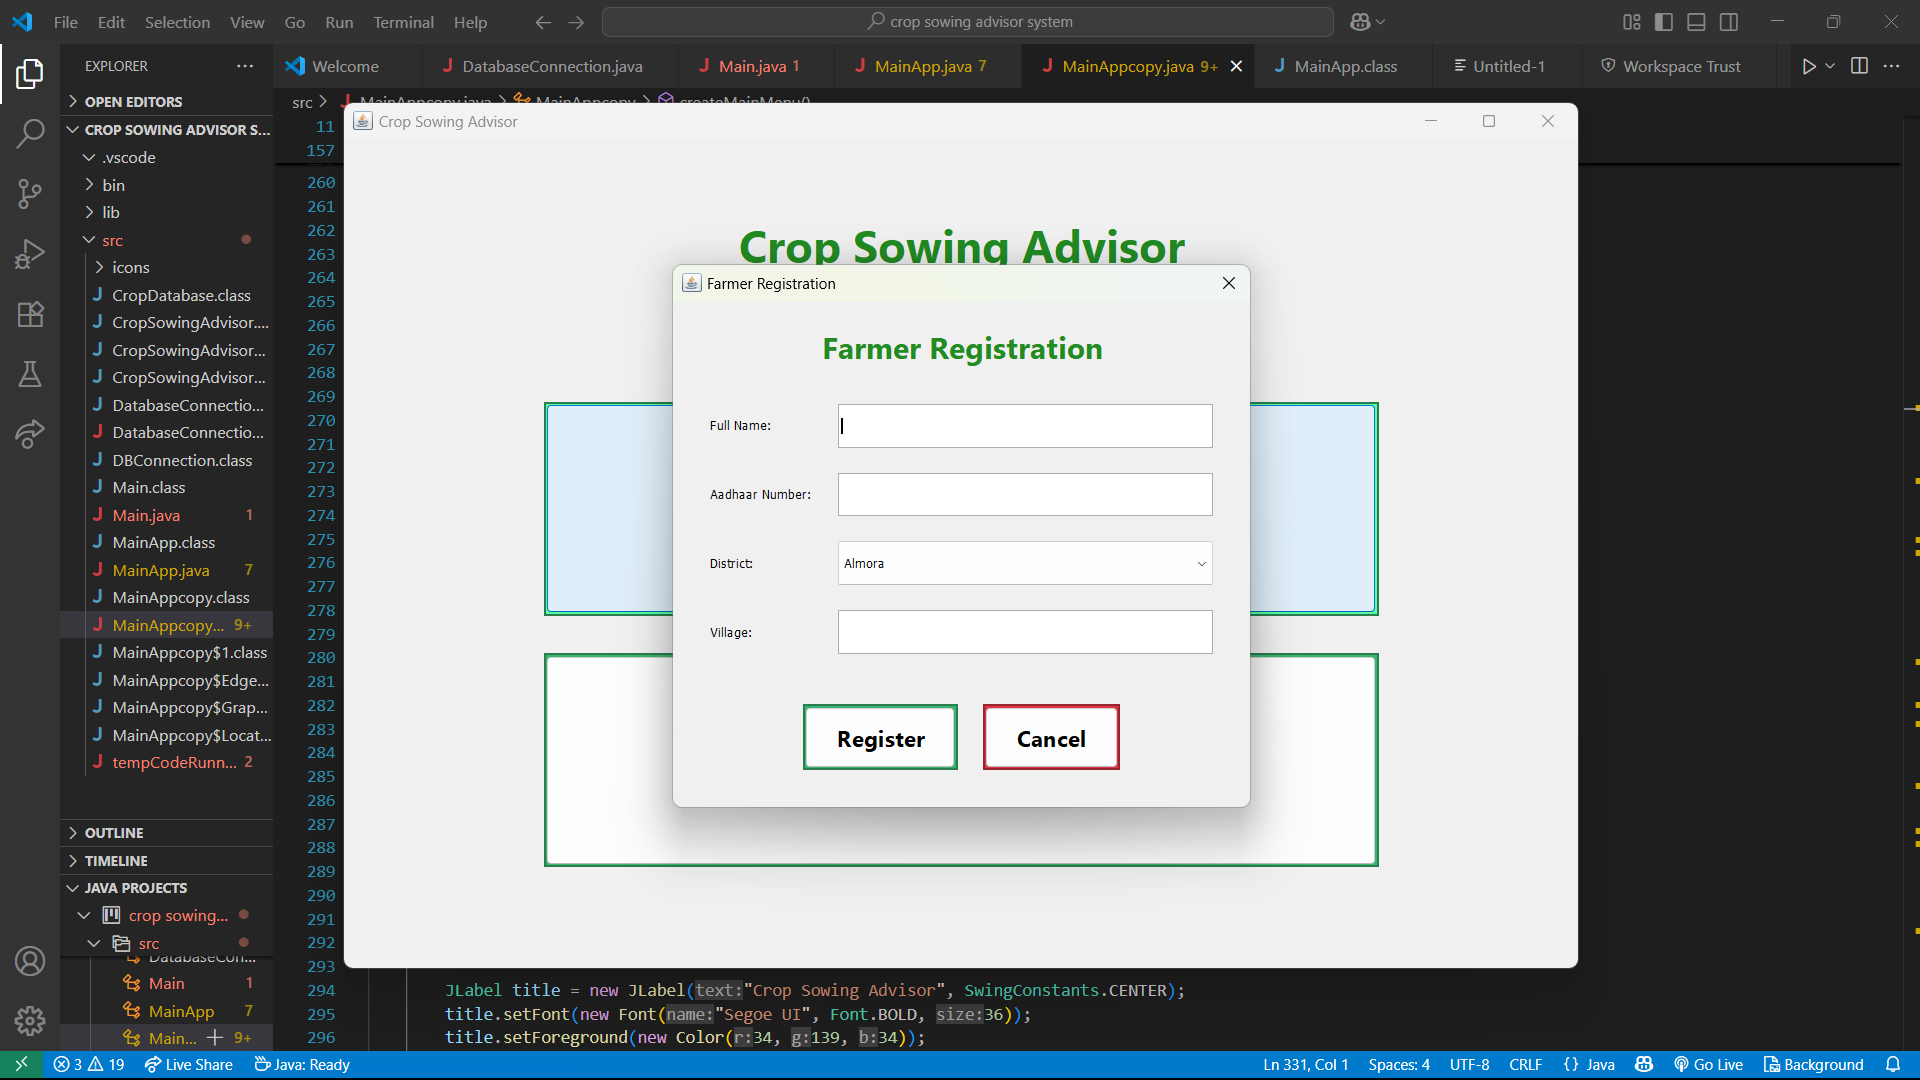 File Edit Selection View Go Run Terminal Help
crop sowing advisor system
EXPLORER
Welcome
DatabaseConnection.java
Main.java 1
MainApp.java 7
MainAppcopy.java 9+
MainApp.class
Untitled-1
Workspace Trust
OPEN EDITORS
CROP SOWING ADVISOR S...
.vscode
bin
lib
src
icons
CropDatabase.class
CropSowingAdvisor....
CropSowingAdvisor...
CropSowingAdvisor...
DatabaseConnectio...
DatabaseConnectio...
DBConnection.class
Main.class
Main.java 1
MainApp.class
MainApp.java 7
MainAppcopy.class
MainAppcopy... 9+
MainAppcopy$1.class
MainAppcopy$Edge...
MainAppcopy$Grap...
MainAppcopy$Locat...
tempCodeRunn... 2
OUTLINE
TIMELINE
JAVA PROJECTS
crop sowing...
src
DatabaseCon...
Main 1
MainApp 7
Main... 9+
src > MainAppcopy.java > MainAppcopy > createMainMenu()
11
157
260
261
262
263
264
265
266
267
268
269
270
271
272
273
274
275
276
277
278
279
280
281
282
283
284
285
286
287
288
289
290
291
292
293
294 JLabel title = new JLabel(text:"Crop Sowing Advisor", SwingConstants.CENTER);
295 title.setFont(new Font(name:"Segoe UI", Font.BOLD, size:36));
296 title.setForeground(new Color(r:34, g:139, b:34));
Crop Sowing Advisor
Crop Sowing Advisor
Farmer Registration
Farmer Registration
Full Name:
Aadhaar Number:
District:
Almora
Village:
Register
Cancel
3 19 Live Share Java: Ready
Ln 331, Col 1 Spaces: 4 UTF-8 CRLF {} Java Go Live Background